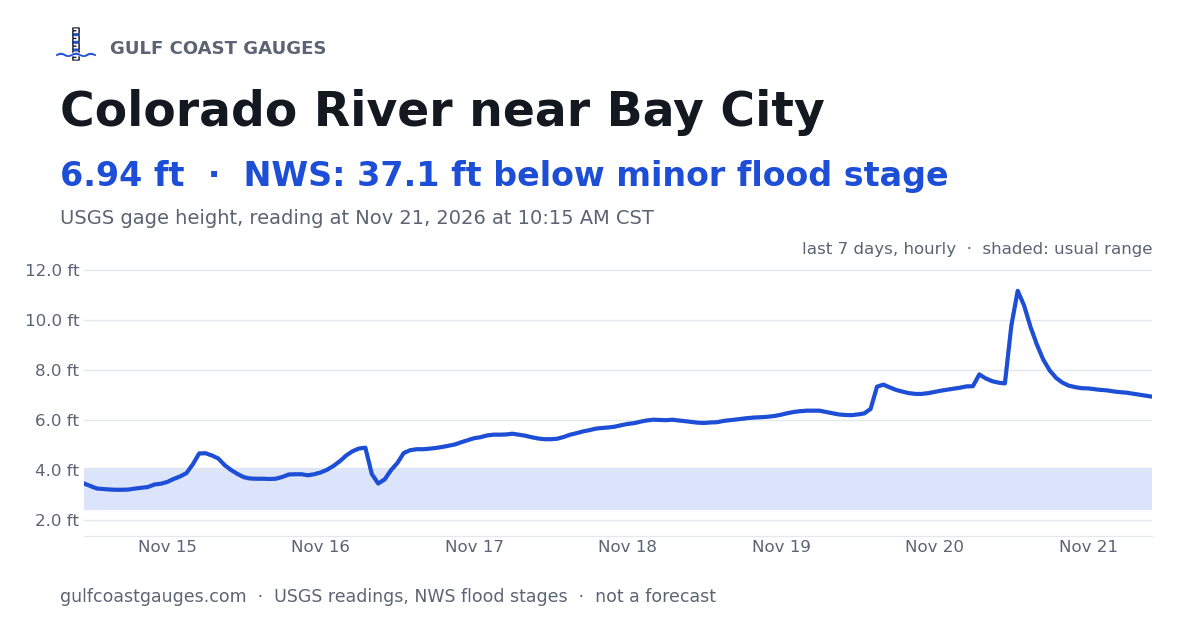 GULF COAST GAUGES
Colorado River near Bay City
6.94 ft · NWS: 37.1 ft below minor flood stage
USGS gage height, reading at Nov 21, 2026 at 10:15 AM CST
last 7 days, hourly · shaded: usual range
12.0 ft
10.0 ft
8.0 ft
6.0 ft
4.0 ft
2.0 ft
Nov 15 Nov 16 Nov 17 Nov 18 Nov 19 Nov 20 Nov 21
gulfcoastgauges.com · USGS readings, NWS flood stages · not a forecast